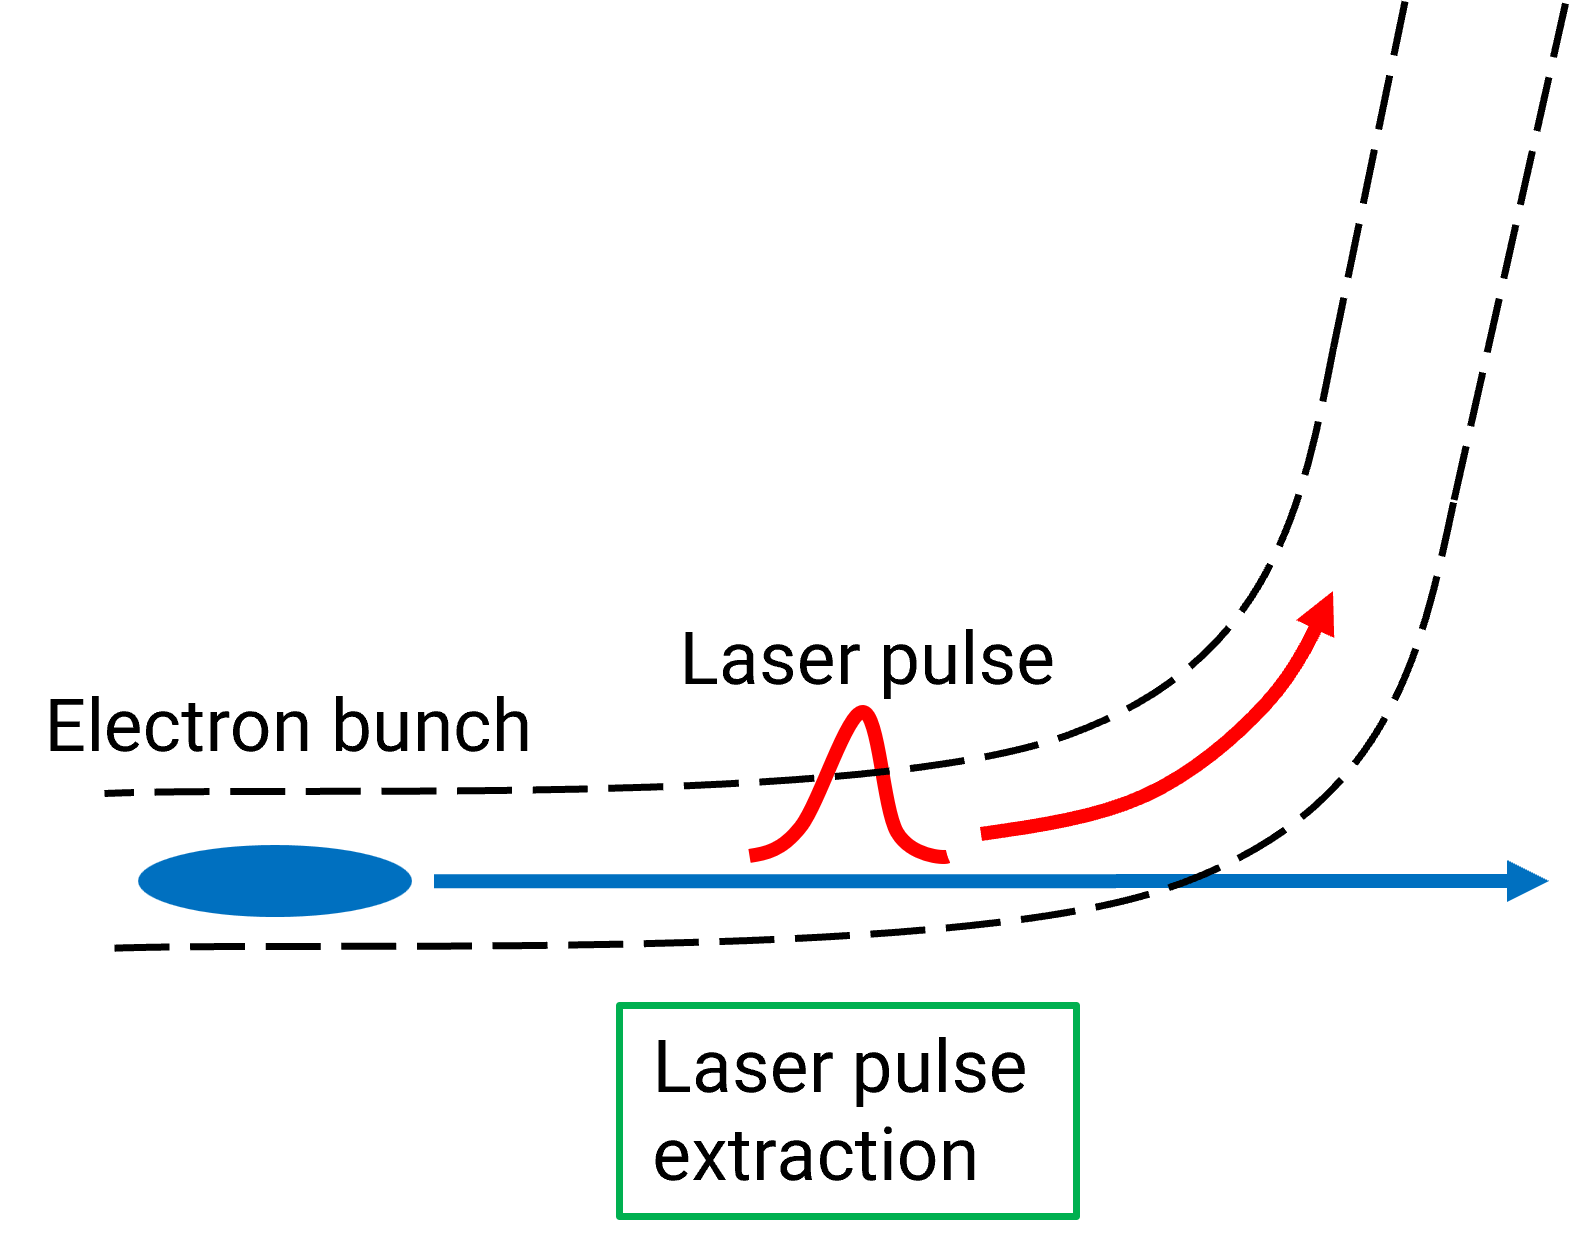 Laser pulse
Electron bunch
Laser pulse
extraction